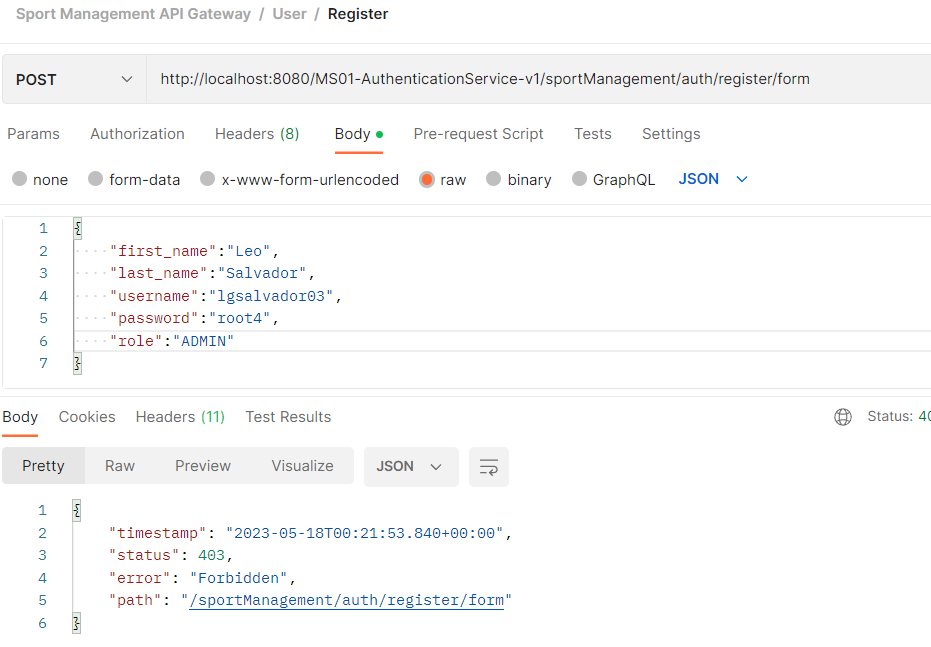 Sport Management API Gateway / User / Register
POST http://localhost:8080/MS01-AuthenticationService-v1/sportManagement/auth/register/form
Params Authorization Headers (8) Body Pre-request Script Tests Settings
none form-data x-www-form-urlencoded raw binary GraphQL JSON
1 {
2 "first_name":"Leo",
3 "last_name":"Salvador",
4 "username":"lgsalvador03",
5 "password":"root4",
6 "role":"ADMIN"
7 }
Body Cookies Headers (11) Test Results Status: 40
Pretty Raw Preview Visualize JSON
1 {
2 "timestamp": "2023-05-18T00:21:53.840+00:00",
3 "status": 403,
4 "error": "Forbidden",
5 "path": "/sportManagement/auth/register/form"
6 }